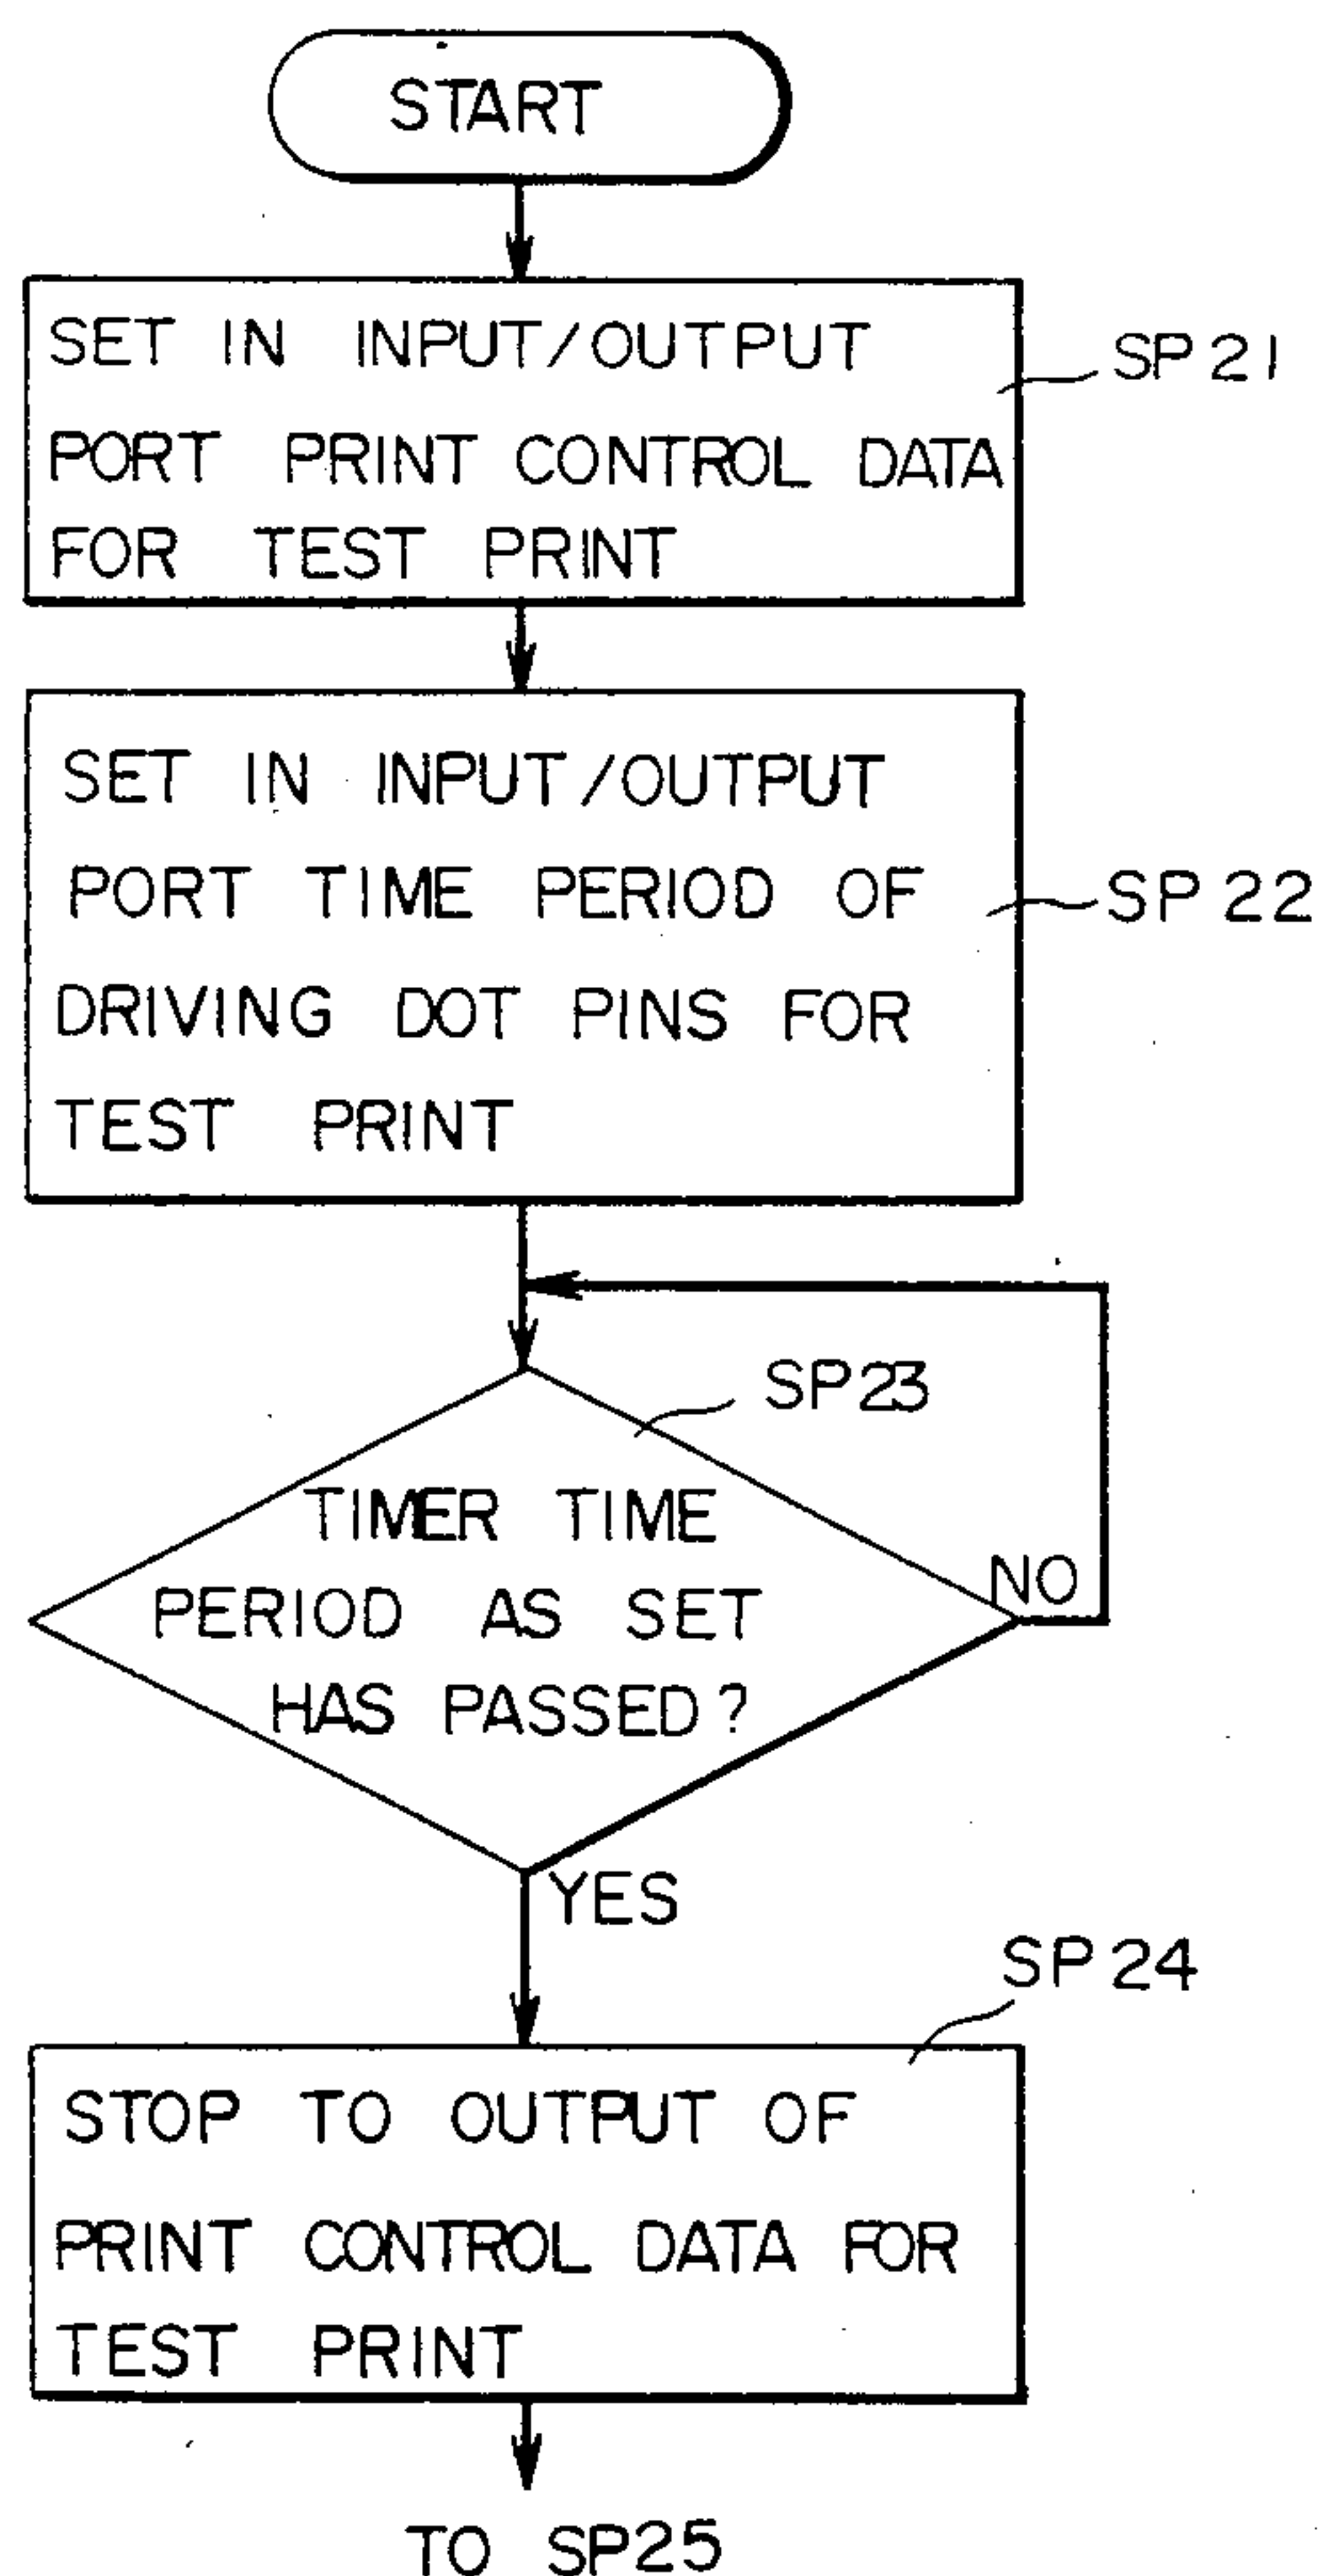 START
SET IN INPUT/OUTPUT
PORT PRINT CONTROL DATA
FOR TEST PRINT
SP21
SET IN INPUT/OUTPUT
PORT TIME PERIOD OF
DRIVING DOT PINS FOR
TEST PRINT
SP22
SP23
TIMER TIME
PERIOD AS SET
HAS PASSED?
NO
YES
SP24
STOP TO OUTPUT OF
PRINT CONTROL DATA FOR
TEST PRINT
TO SP25